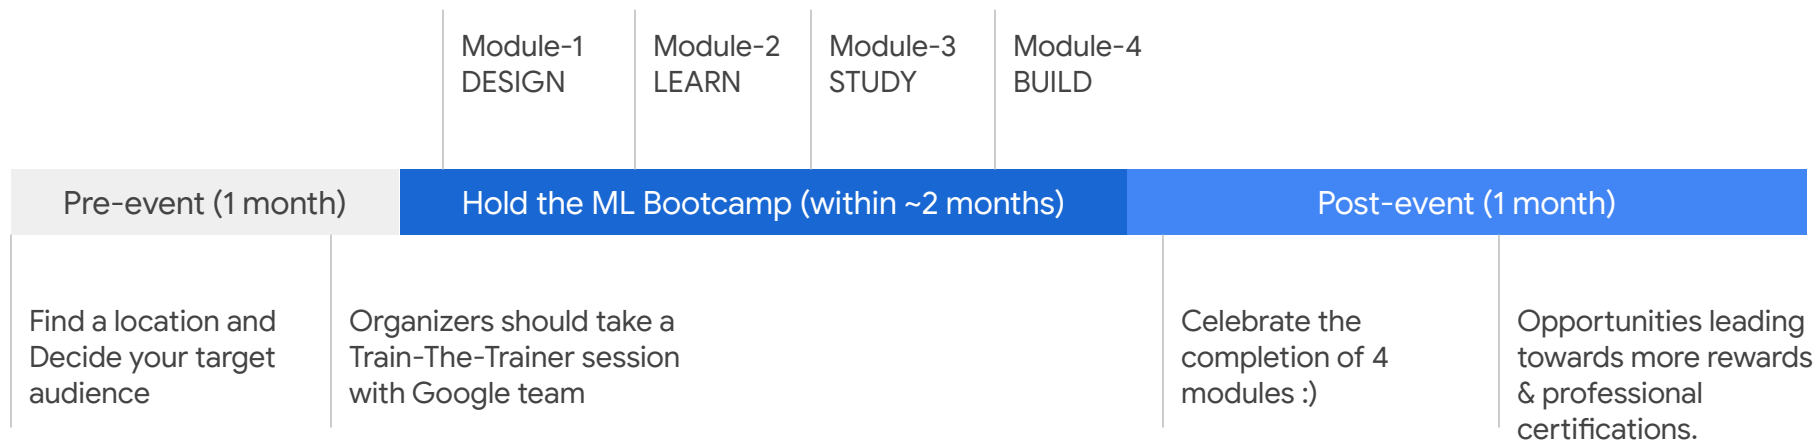 Module-1
DESIGN
Module-2
LEARN
Module-3
STUDY
Module-4
BUILD
Pre-event (1 month)
Hold the ML Bootcamp (within ~2 months)
Post-event (1 month)
Find a location and
Decide your target
audience
Organizers should take a
Train-The-Trainer session
with Google team
Celebrate the
completion of 4
modules :)
Opportunities leading
towards more rewards
& professional
certifications.